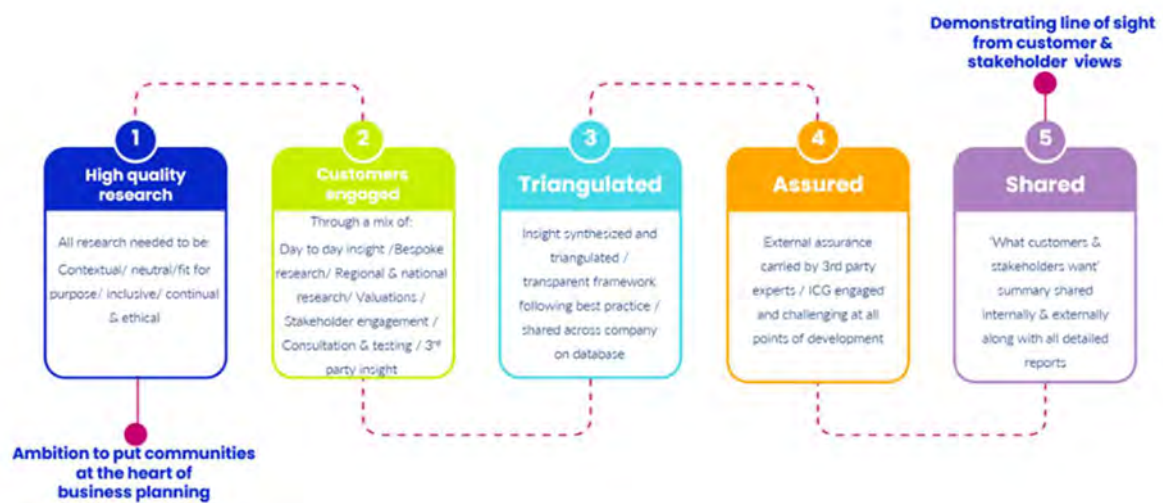 Demonstrating line of sight
from customer &
stakeholder views
1
High quality
research
All research needed to be:
Contextual/ neutral/fit for
purpose/ inclusive/ continual
& ethical
Ambition to put communities
at the heart of
business planning
2
Customers
engaged
Through a mix of:
Day to day insight /Bespoke
research/ Regional & national
research/ Valuations /
Stakeholder engagement /
Consultation & testing / 3rd
party insight
3
Triangulated
Insight synthesized and
triangulated /
transparent framework
following best practice /
shared across company
on database
4
Assured
External assurance
carried by 3rd party
experts / ICG engaged
and challenging at all
points of development
5
Shared
'What customers &
stakeholders want'
summary shared
internally & externally
along with all detailed
reports